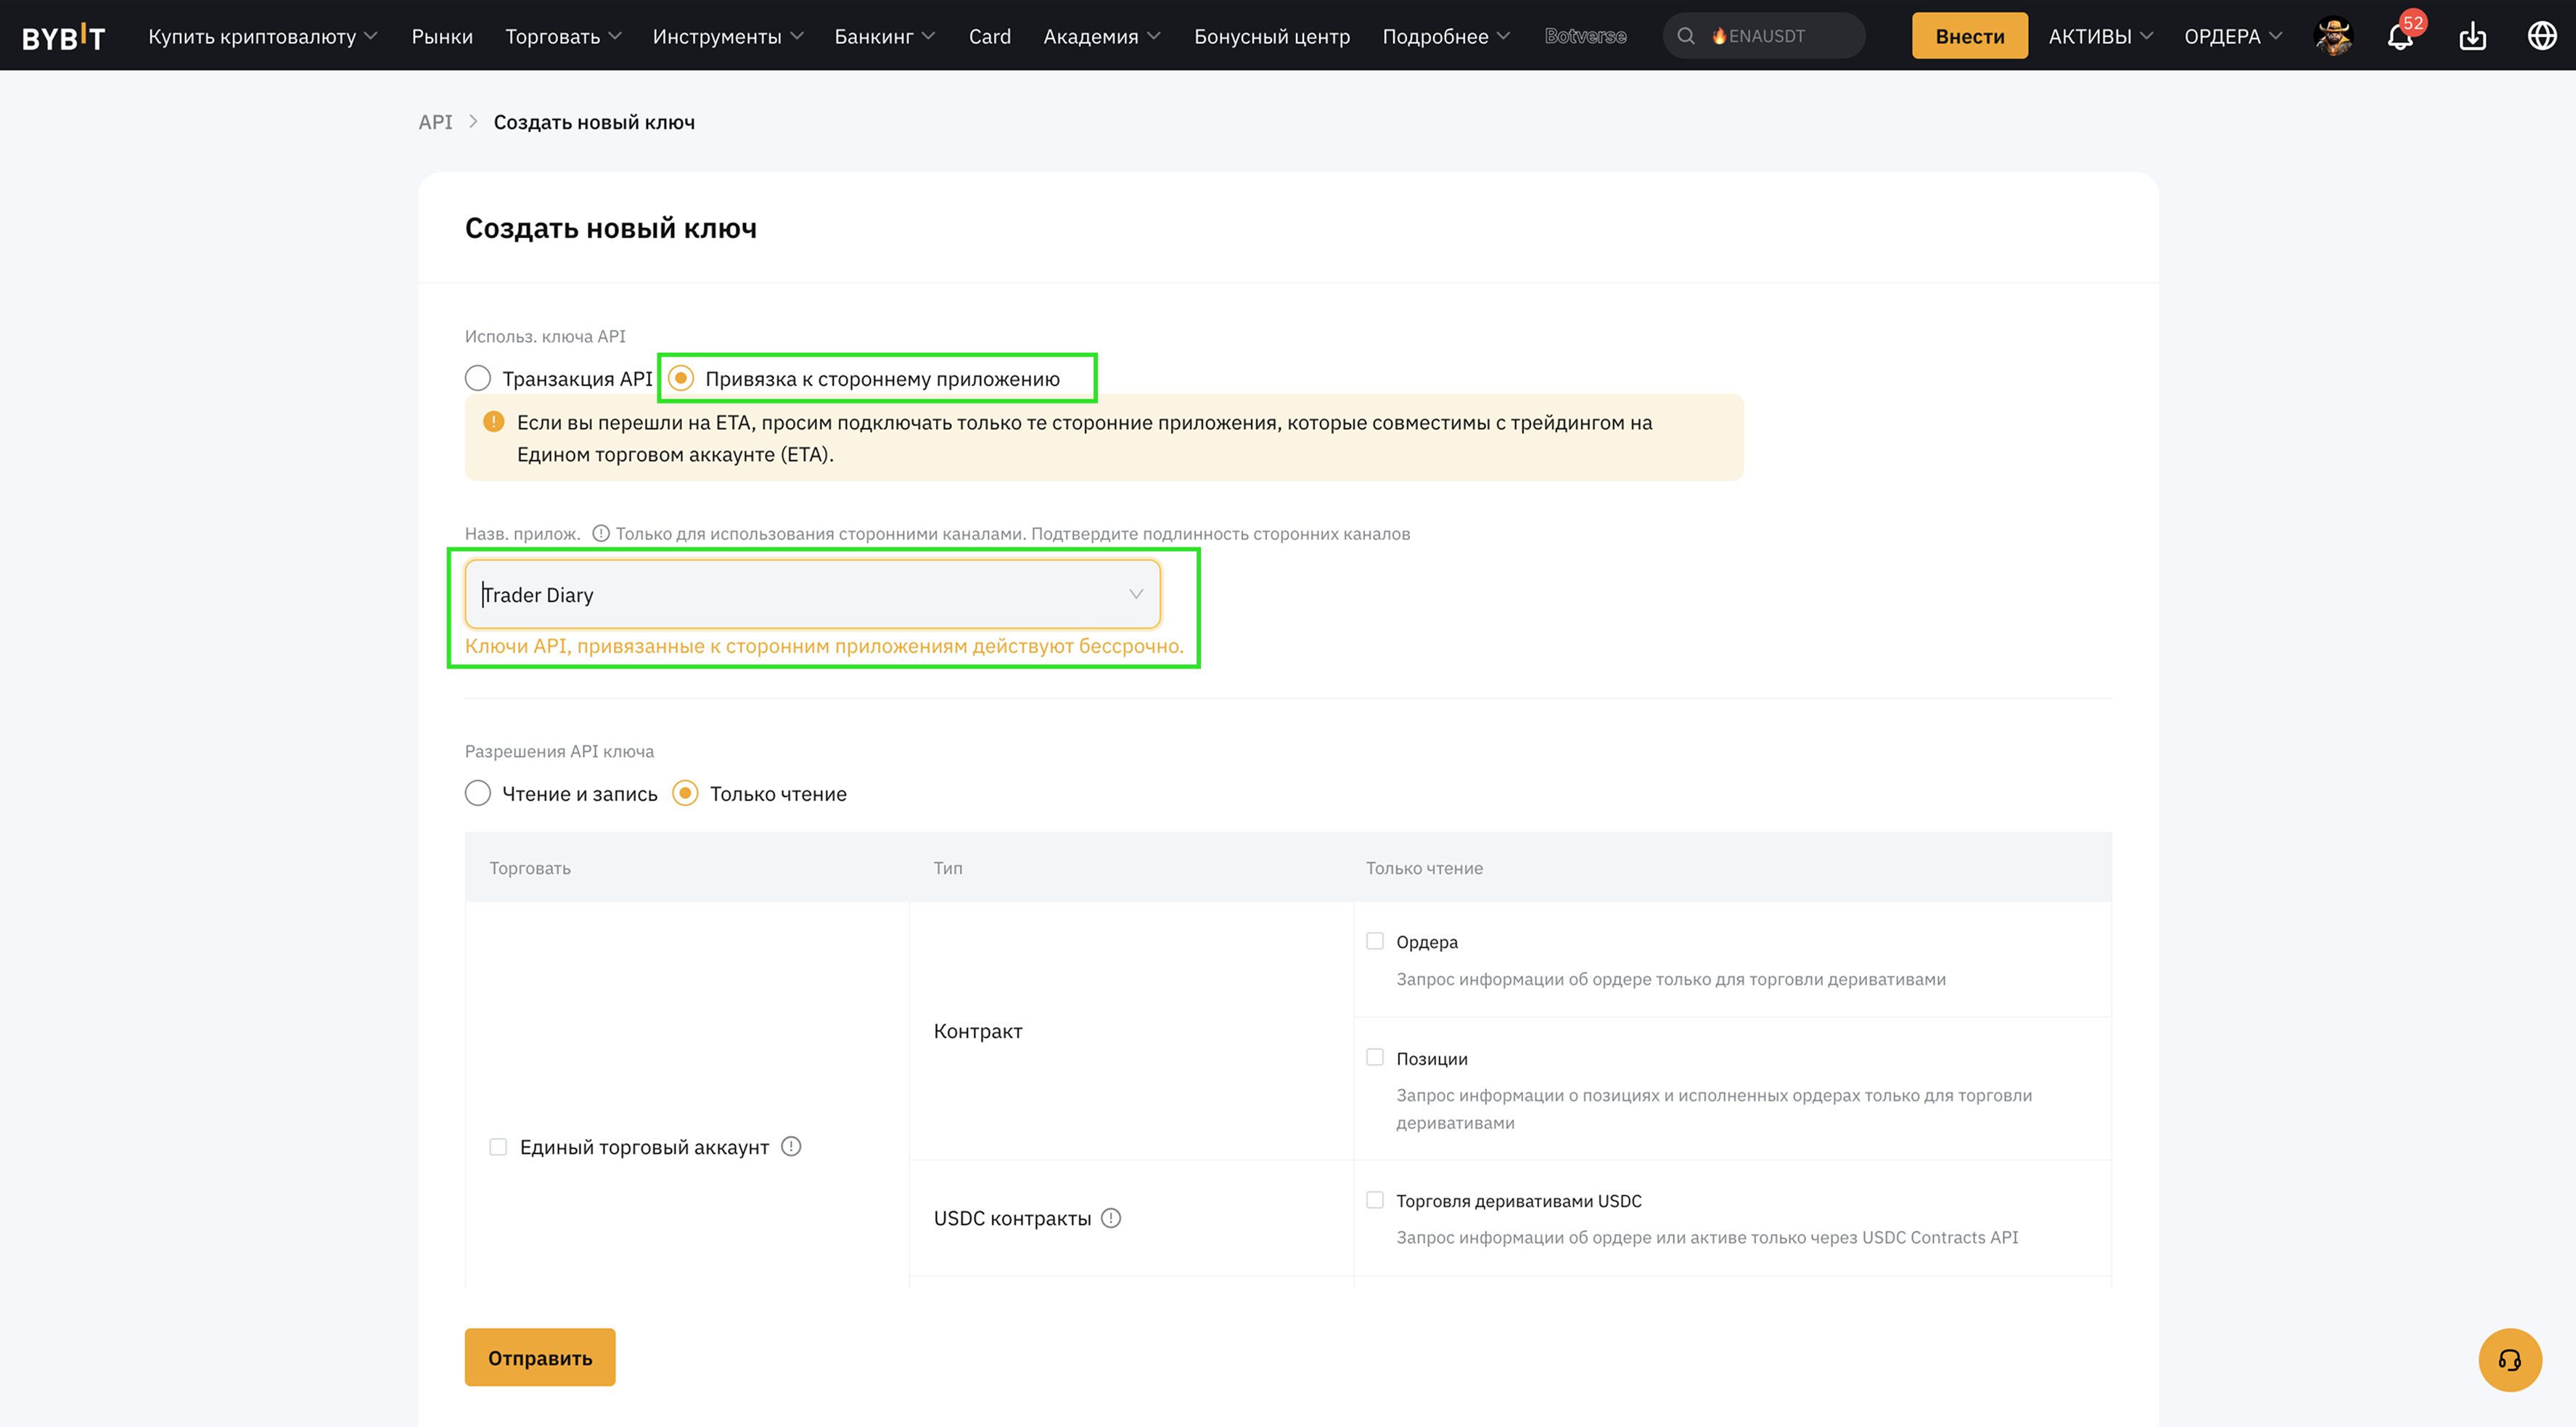 BYBIT Купить криптовалюту Рынки Торговать Инструменты Банкинг Card Академия Бонусный центр Подробнее Botverse ENAUSDT Внести АКТИВЫ ОРДЕРА 52
API > Создать новый ключ
Создать новый ключ
Использ. ключа API
Транзакция API Привязка к стороннему приложению
Если вы перешли на ЕТА, просим подключать только те сторонние приложения, которые совместимы с трейдингом на
Едином торговом аккаунте (ЕТА).
Назв. прилож. Только для использования сторонними каналами. Подтвердите подлинность сторонних каналов
Trader Diary
Ключи API, привязанные к сторонним приложениям действуют бессрочно.
Разрешения API ключа
Чтение и запись Только чтение
Торговать Тип Только чтение
Ордера
Запрос информации об ордере только для торговли деривативами
Контракт
Позиции
Запрос информации о позициях и исполненных ордерах только для торговли
деривативами
Единый торговый аккаунт
Торговля деривативами USDC
USDC контракты
Запрос информации об ордере или активе только через USDC Contracts API
Отправить